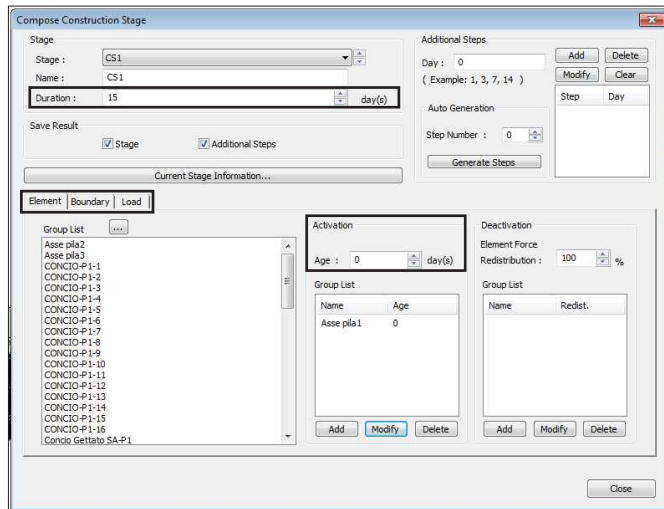 Compose Construction Stage
Stage
Stage :
CS1
Name :
CS1
Duration :
15
day(s)
Save Result
Stage
Additional Steps
Current Stage Information...
Additional Steps
Day :
0
( Example: 1, 3, 7, 14 )
Auto Generation
Step Number :
0
Generate Steps
Add
Delete
Modify
Clear
Step
Day
Element
Boundary
Load
Group List
...
Asse pila2
Asse pila3
CONCIO-P1-1
CONCIO-P1-2
CONCIO-P1-3
CONCIO-P1-4
CONCIO-P1-5
CONCIO-P1-6
CONCIO-P1-7
CONCIO-P1-8
CONCIO-P1-9
CONCIO-P1-10
CONCIO-P1-11
CONCIO-P1-12
CONCIO-P1-13
CONCIO-P1-14
CONCIO-P1-15
CONCIO-P1-16
Concio Gettato SA-P1
Activation
Age :
0
day(s)
Group List
Name
Age
Asse pila1
0
Add
Modify
Delete
Deactivation
Element Force
Redistribution :
100
%
Group List
Name
Redist.
Add
Modify
Delete
Close